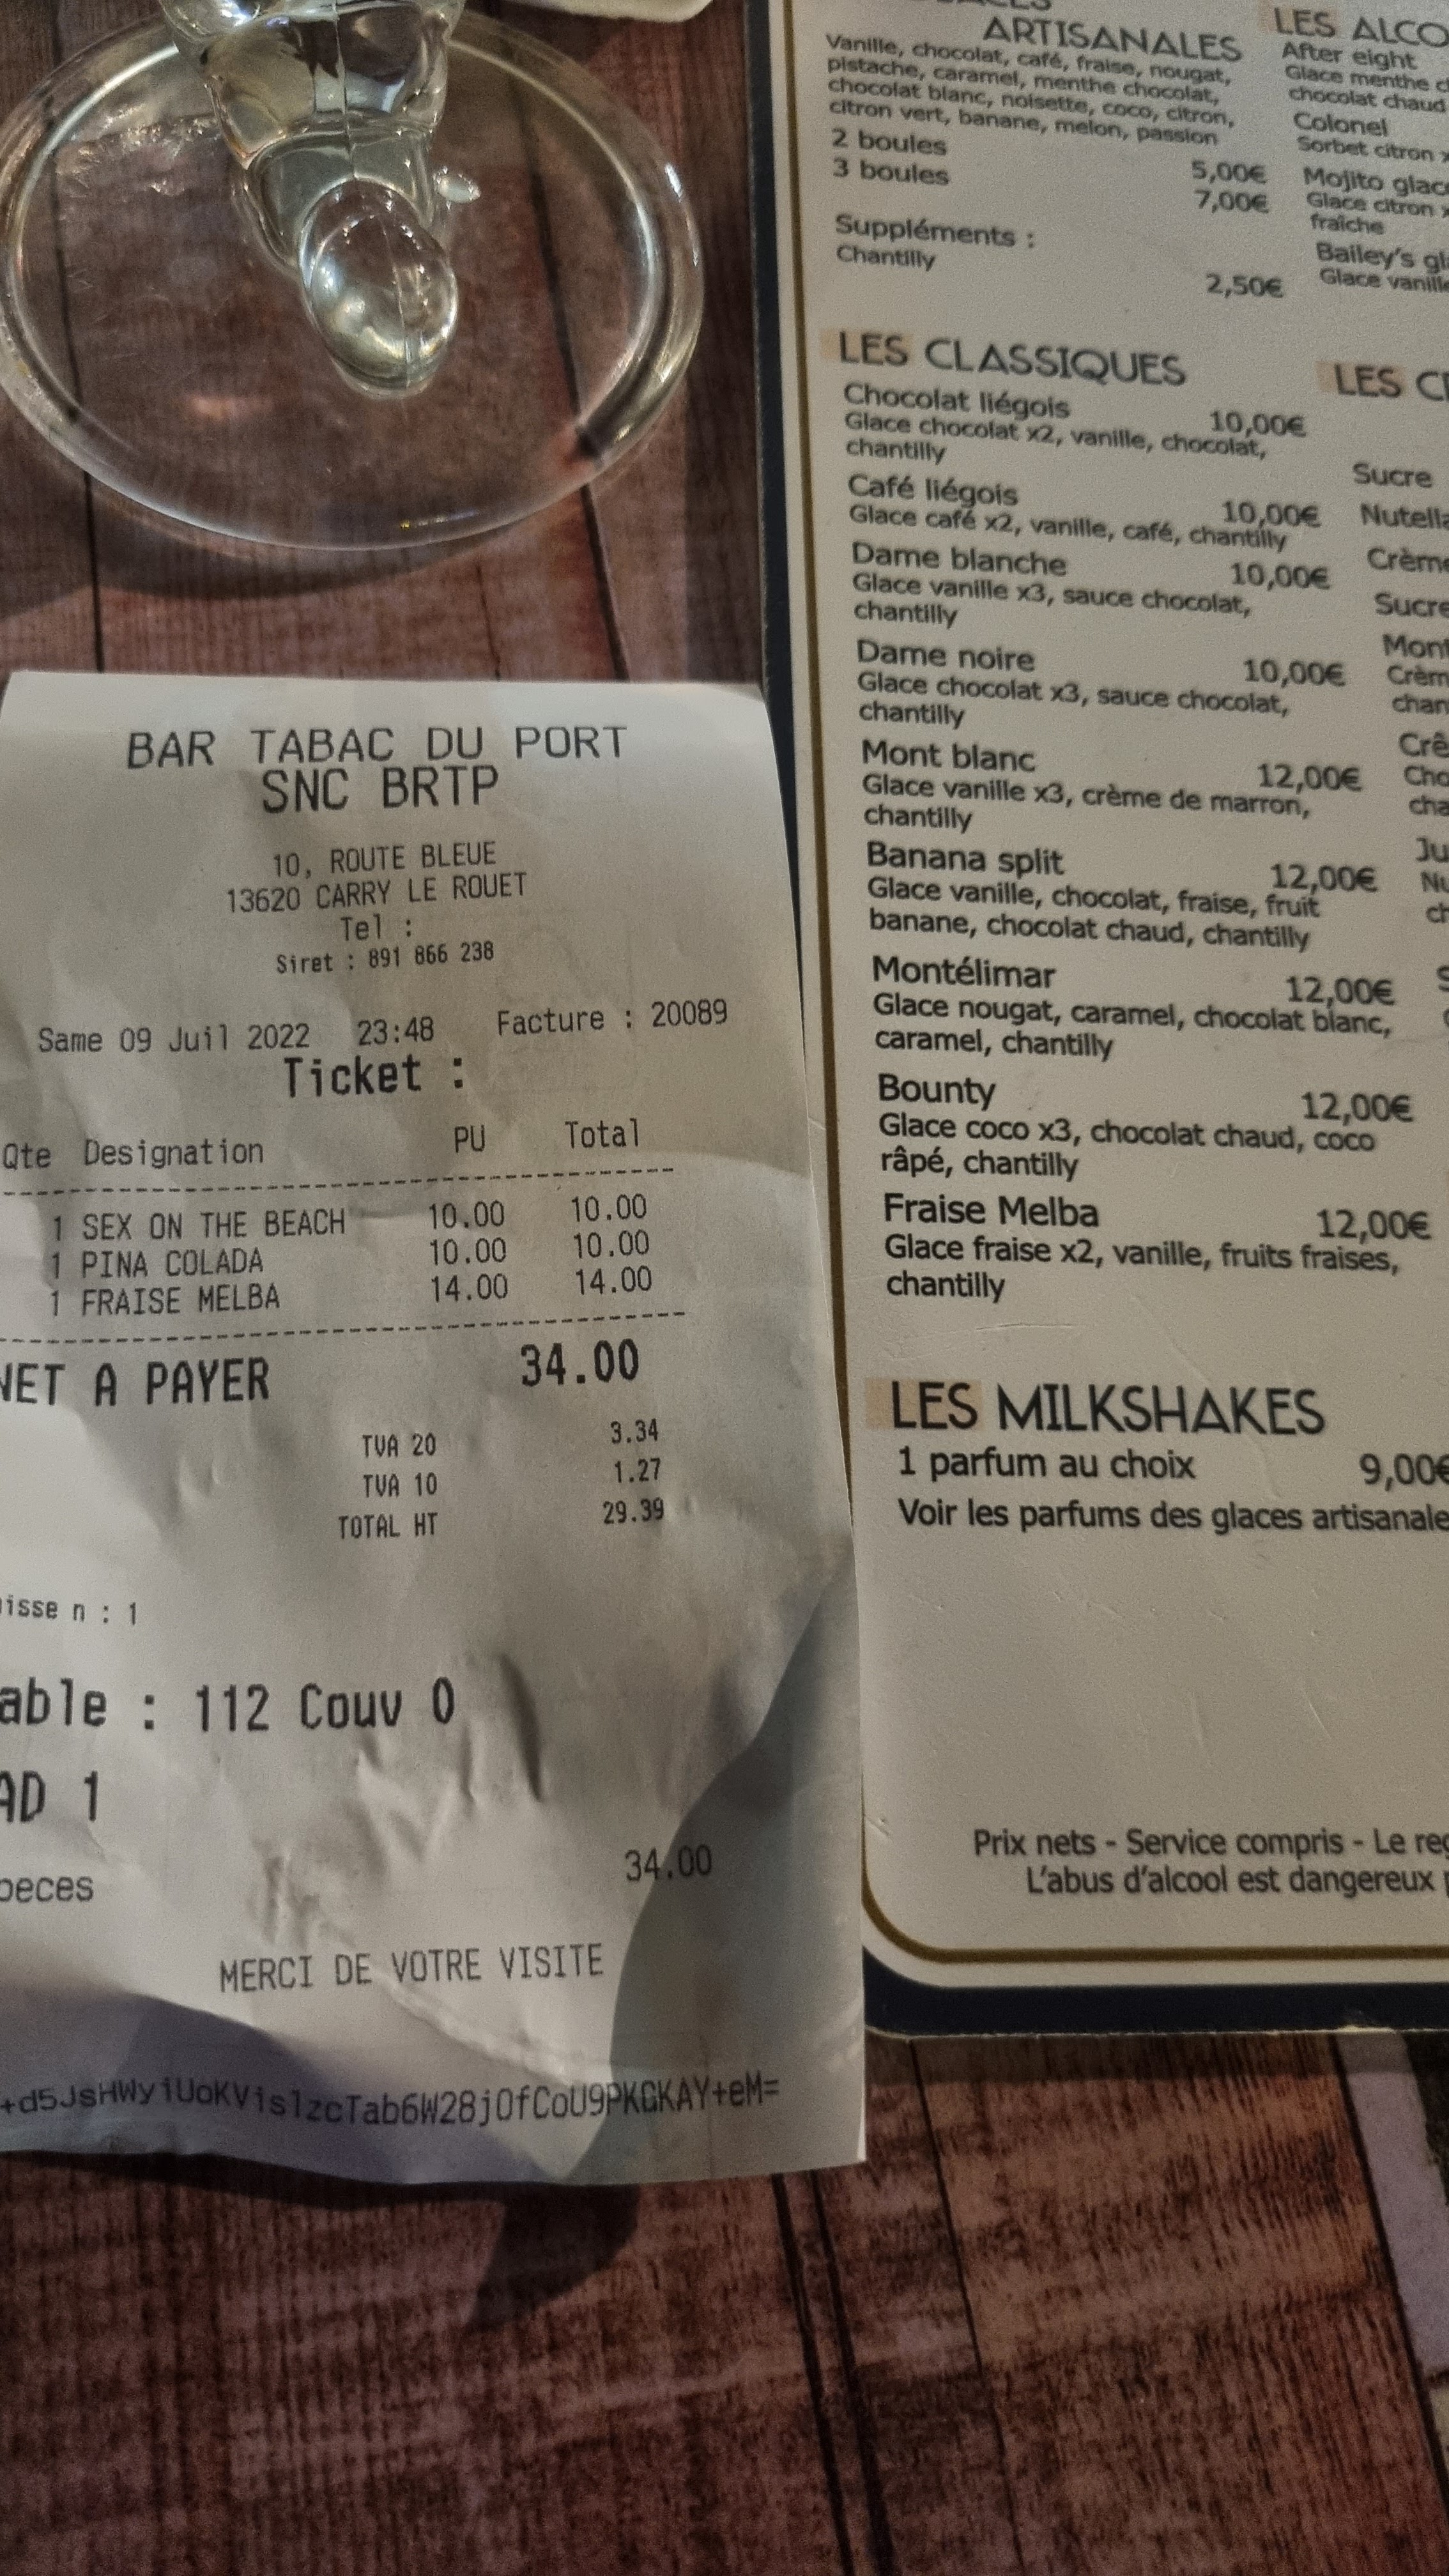 BAR TABAC DU PORT
SNC BRTP
10, ROUTE BLEUE
13620 CARRY LE ROUET
Tel :
Siret : 891 866 238
Same 09 Juil 2022 23:48 Facture : 20089
Ticket :
Qte Designation PU Total
1 SEX ON THE BEACH 10.00 10.00
1 PINA COLADA 10.00 10.00
1 FRAISE MELBA 14.00 14.00
NET A PAYER 34.00
TVA 20 3.34
TVA 10 1.27
TOTAL HT 29.39
n : 1
: 112 Couv 0
1
34.00
MERCI DE VOTRE VISITE
ARTISANALES
Vanille, chocolat, café, fraise, nougat,
pistache, caramel, menthe chocolat,
chocolat blanc, noisette, coco, citron,
citron vert, banane, melon, passion
2 boules 5,00€
3 boules 7,00€
Suppléments :
Chantilly 2,50€
LES CLASSIQUES
Chocolat liégois 10,00€
Glace chocolat x2, vanille, chocolat,
chantilly
Café liégois 10,00€
Glace café x2, vanille, café, chantilly
Dame blanche 10,00€
Glace vanille x3, sauce chocolat,
chantilly
Dame noire 10,00€
Glace chocolat x3, sauce chocolat,
chantilly
Mont blanc 12,00€
Glace vanille x3, crème de marron,
chantilly
Banana split 12,00€
Glace vanille, chocolat, fraise, fruit
banane, chocolat chaud, chantilly
Montélimar 12,00€
Glace nougat, caramel, chocolat blanc,
caramel, chantilly
Bounty 12,00€
Glace coco x3, chocolat chaud, coco
râpé, chantilly
Fraise Melba 12,00€
Glace fraise x2, vanille, fruits fraises,
chantilly
LES MILKSHAKES
1 parfum au choix 9,00€
Voir les parfums des glaces artisanale
Prix nets - Service compris - Le
L'abus d'alcool est dangereux
LES ALCO
After eight
Glace menthe
chocolat chaud
Colonel
Sorbet citron
Mojito glac
Glace citron
fraîche
Bailey's
Glace vanille
LES
Sucre
Nutella
Crème
Sucre
Mont